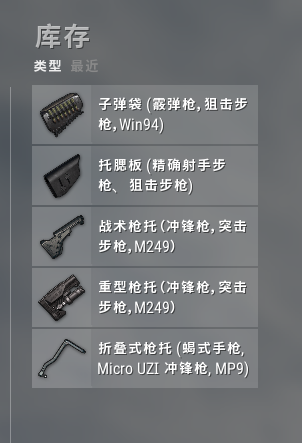 库存
类型 最近
子弹袋 (霰弹枪, 狙击步
枪, Win94)
托腮板 (精确射手步
枪、 狙击步枪)
战术枪托 (冲锋枪, 突击
步枪, M249)
重型枪托 (冲锋枪, 突击
步枪, M249)
折叠式枪托 (蝎式手枪,
Micro UZI 冲锋枪, MP9)